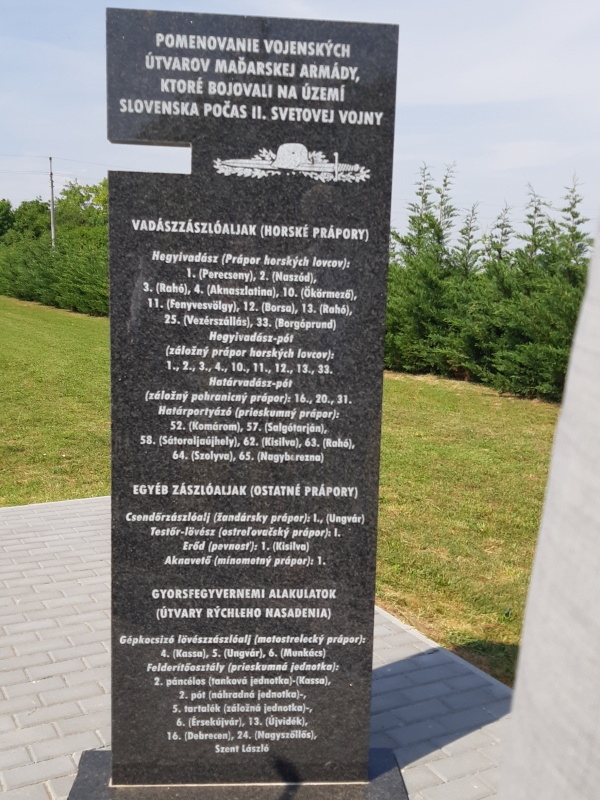 POMENOVANIE VOJENSKÝCH
ÚTVAROV MAĎARSKEJ ARMÁDY,
KTORÉ BOJOVALI NA ÚZEMÍ
SLOVENSKA POČAS II. SVETOVEJ VOJNY
VADÁSZZÁSZLÓALJAK (HORSKÉ PRÁPORY)
Hegyivadász (Prápor horských lovcov):
1. (Perecseny), 2. (Naszód),
3. (Rahó), 4. (Aknaszlatina), 10. (Ökörmező),
11. (Fenyvesvölgy), 12. (Borsa), 13. (Rahó),
25. (Vezérszállás), 33. (Borgóprund)
Hegyivadász-pót
(záložný prápor horských lovcov):
1., 2., 3., 4., 10., 11., 12., 13., 33.
Határvadász-pót
(záložný pohraničný prápor): 16., 20., 31.
Határportyázó (prieskumný prápor):
52. (Komárom), 57. (Salgótarján),
58. (Sátoraljaújhely), 62. (Kisilva), 63. (Rahó),
64. (Szolyva), 65. (Nagyberezna)
EGYÉB ZÁSZLÓALJAK (OSTATNÉ PRÁPORY)
Csendőrzászlóalj (žandársky prápor): I., (Ungvár)
Testőr-lövész (ostreľovačský prápor): I.
Erőd (pevnosť): 1. (Kisilva)
Aknavető (mínometný prápor): 1.
GYORSFEGYVERNEMI ALAKULATOK
(ÚTVARY RÝCHLEHO NASADENIA)
Gépkocsizó lövészzászlóalj (motostrelecký prápor):
4. (Kassa), 5. (Ungvár), 6. (Munkács)
Felderítőosztály (prieskumná jednotka):
2. páncélos (tanková jednotka)-(Kassa),
2. pót (náhradná jednotka)-,
5. tartalék (záložná jednotka)-,
6. (Érsekújvár), 13. (Újvidék),
16. (Debrecen), 24. (Nagyszőllős),
Szent László